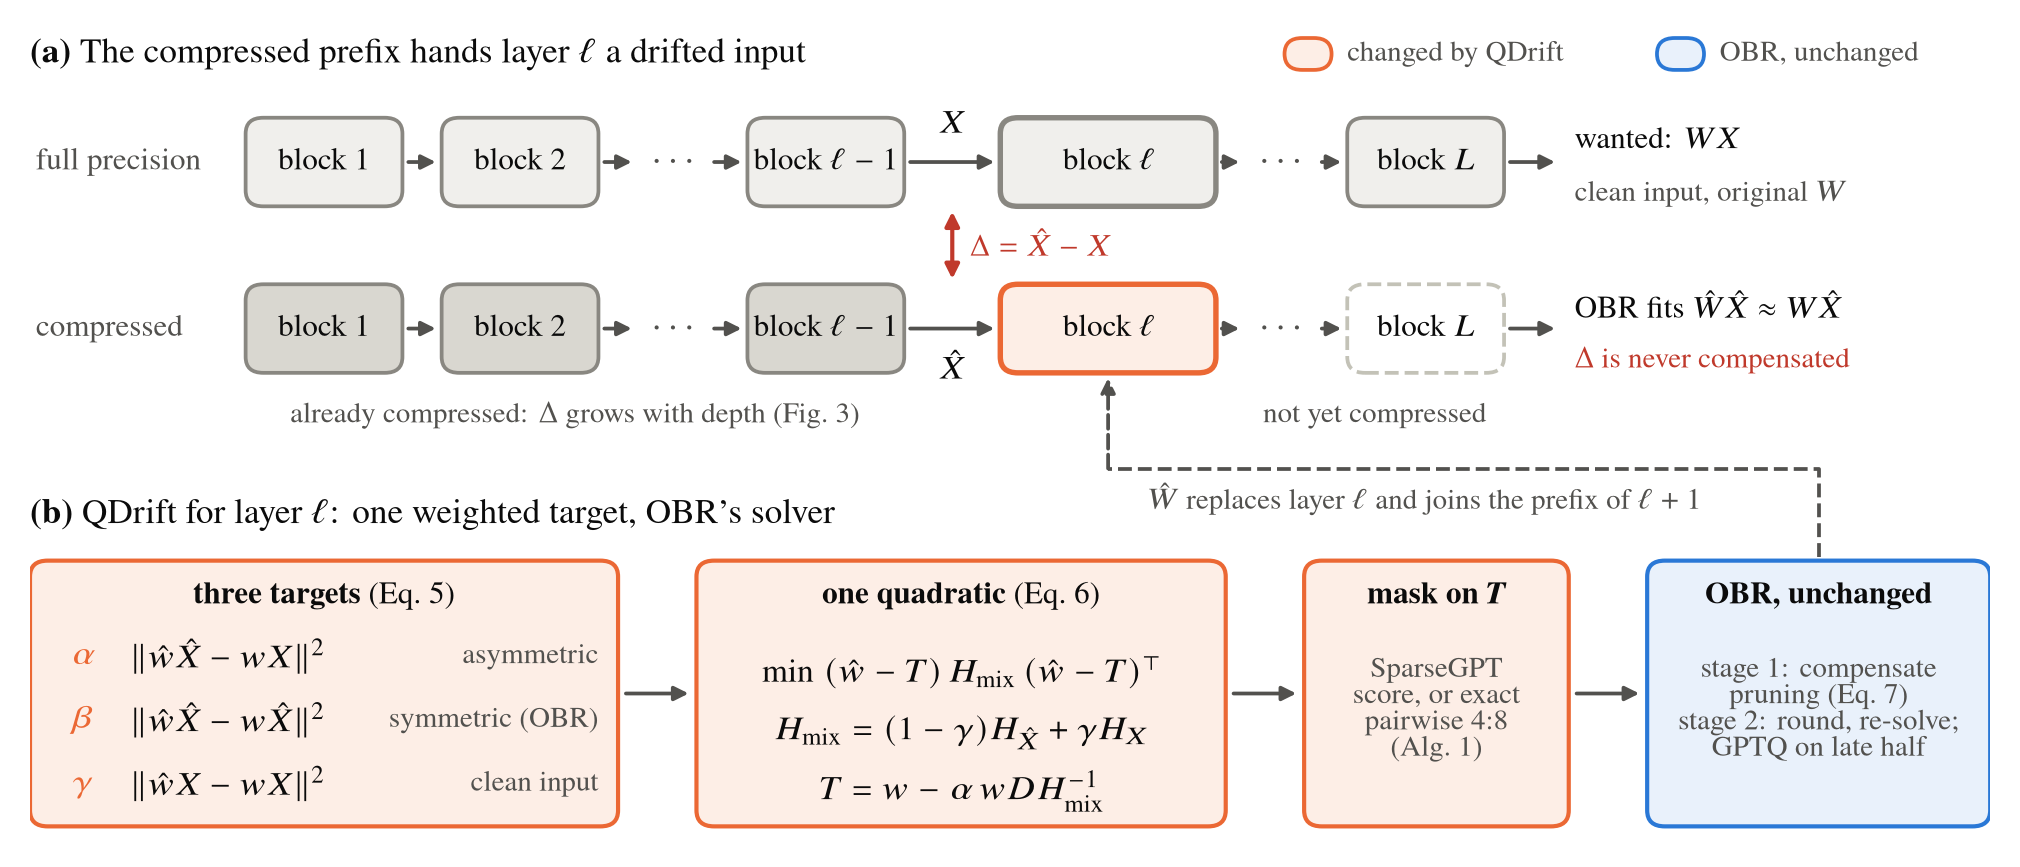 (a) The compressed prefix hands layer ℓ a drifted input
changed by QDrift
OBR, unchanged
full precision
block 1
block 2
· · ·
block ℓ − 1
X
block ℓ
· · ·
block L
wanted: WX
clean input, original W
Δ = X̂ − X
compressed
block 1
block 2
· · ·
block ℓ − 1
X̂
block ℓ
· · ·
block L
OBR fits ŴX̂ ≈ WX̂
Δ is never compensated
already compressed: Δ grows with depth (Fig. 3)
not yet compressed
Ŵ replaces layer ℓ and joins the prefix of ℓ + 1
(b) QDrift for layer ℓ: one weighted target, OBR’s solver
three targets (Eq. 5)
α ‖ŵX̂ − wX‖² asymmetric
β ‖ŵX̂ − wX̂‖² symmetric (OBR)
γ ‖ŵX − wX‖² clean input
one quadratic (Eq. 6)
min (ŵ − T) H_mix (ŵ − T)^⊤
H_mix = (1 − γ)H_X̂ + γH_X
T = w − α wDH_mix^−1
mask on T
SparseGPT
score, or exact
pairwise 4:8
(Alg. 1)
OBR, unchanged
stage 1: compensate
pruning (Eq. 7)
stage 2: round, re-solve;
GPTQ on late half